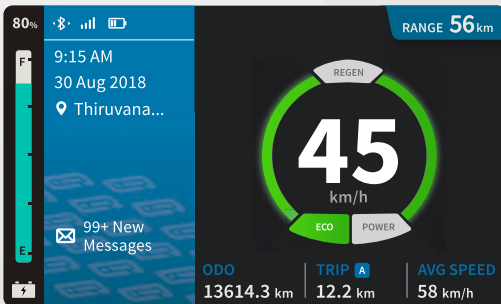 80%
RANGE 56 km
F
9:15 AM
30 Aug 2018
Thiruvana...
REGEN
45
km/h
99+ New
Messages
ECO
POWER
E
ODO
13614.3 km
TRIP A
12.2 km
AVG SPEED
58 km/h